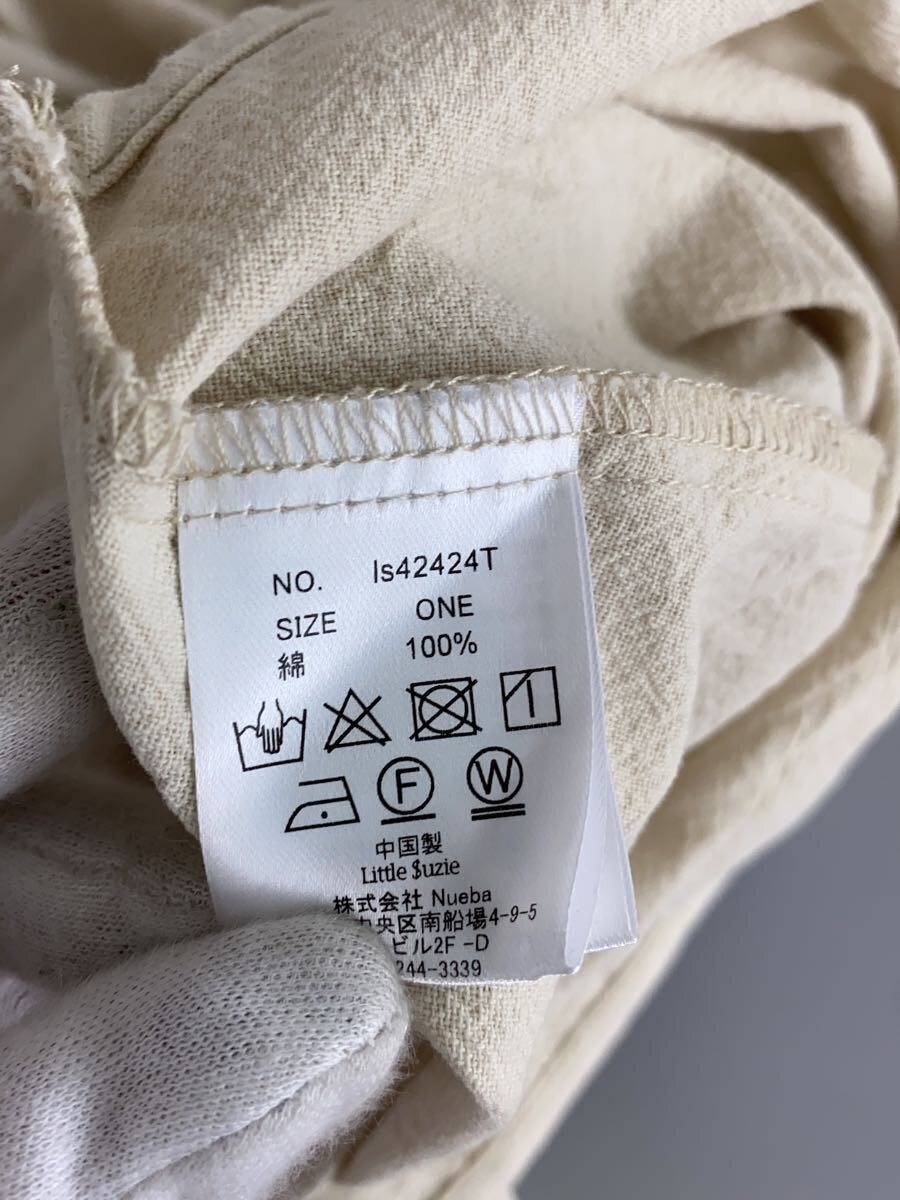 NO. ls42424T
SIZE ONE
綿 100%
F W
中国製
Little $uzie
株式会社 Nueba
中央区南船場4-9-5
ビル2F -D
244-3339